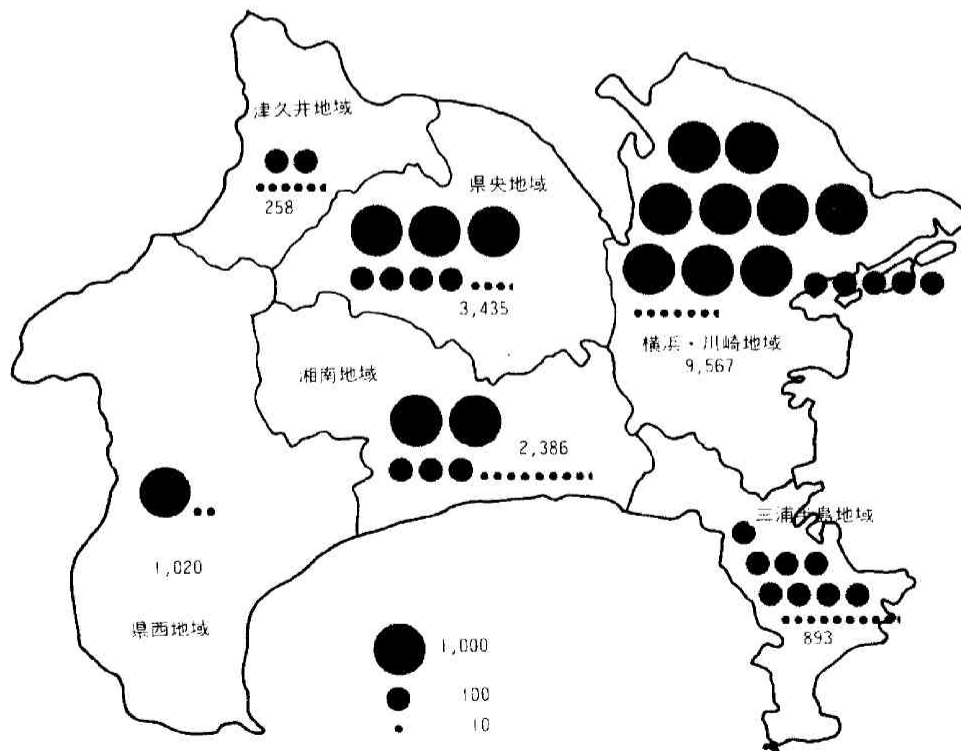 津久井地域
258
県央地域
3,435
横浜・川崎地域
9,567
湘南地域
2,386
三浦半島地域
893
1,020
県西地域
1,000
100
10